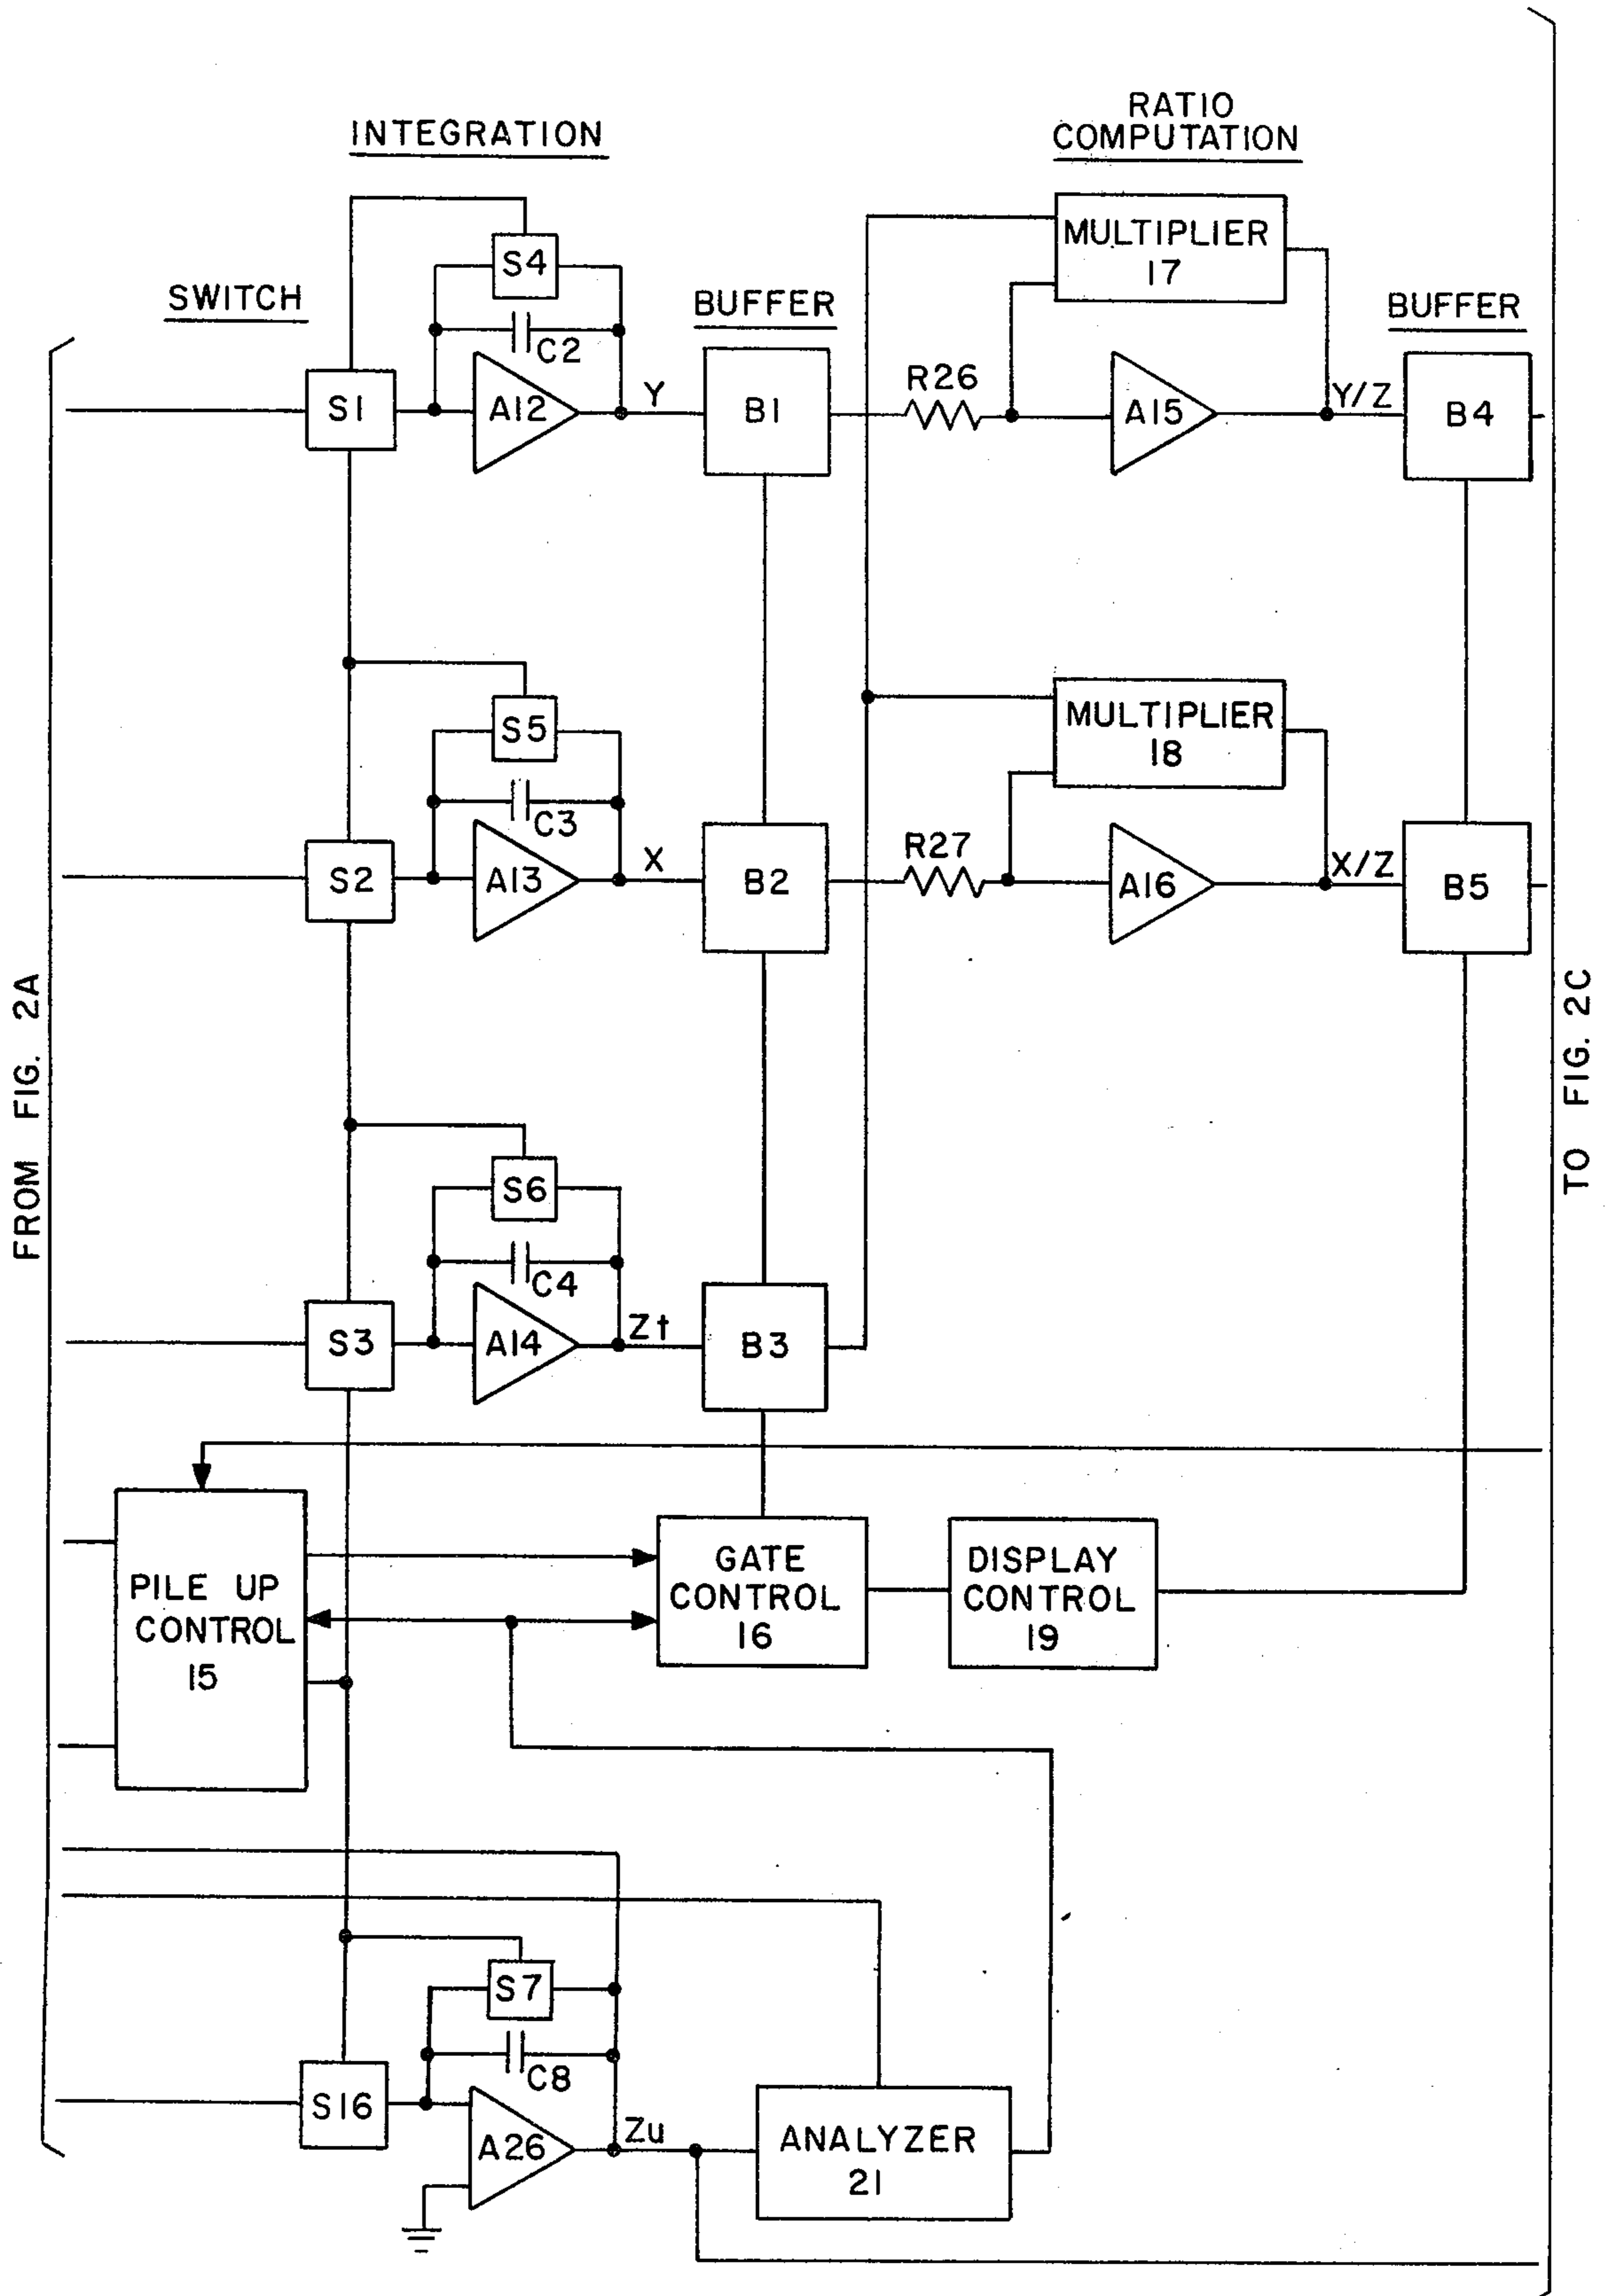 RATIO
COMPUTATION
INTEGRATION
MULTIPLIER
17
S4
SWITCH
BUFFER
BUFFER
C2
R26
S1
A12
Y
B1
A15
Y/Z
B4
MULTIPLIER
18
S5
C3
R27
S2
A13
X
B2
A16
X/Z
B5
FROM FIG. 2A
TO FIG. 2C
S6
C4
S3
A14
Zt
B3
PILE UP
CONTROL
15
GATE
CONTROL
16
DISPLAY
CONTROL
19
S7
C8
S16
A26
Zu
ANALYZER
21